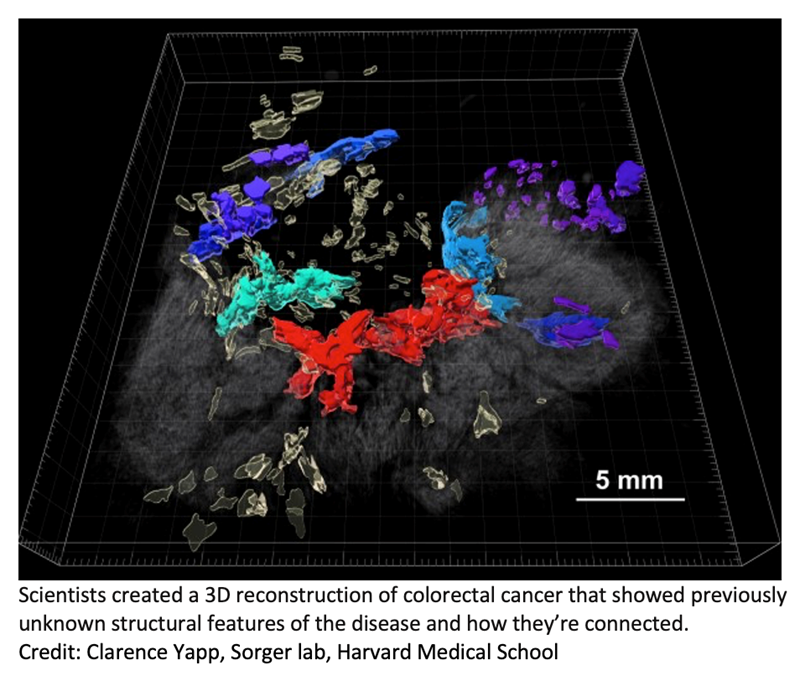 5 mm
Scientists created a 3D reconstruction of colorectal cancer that showed previously
unknown structural features of the disease and how they’re connected.
Credit: Clarence Yapp, Sorger lab, Harvard Medical School